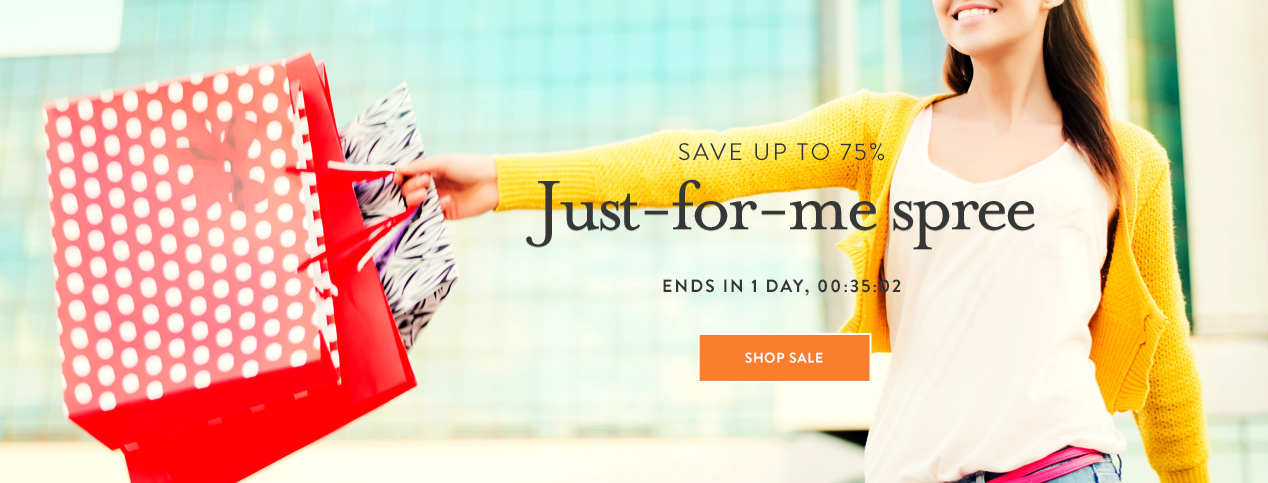 SAVE UP TO 75%
Just-for-me spree
ENDS IN 1 DAY, 00:35:02
SHOP SALE